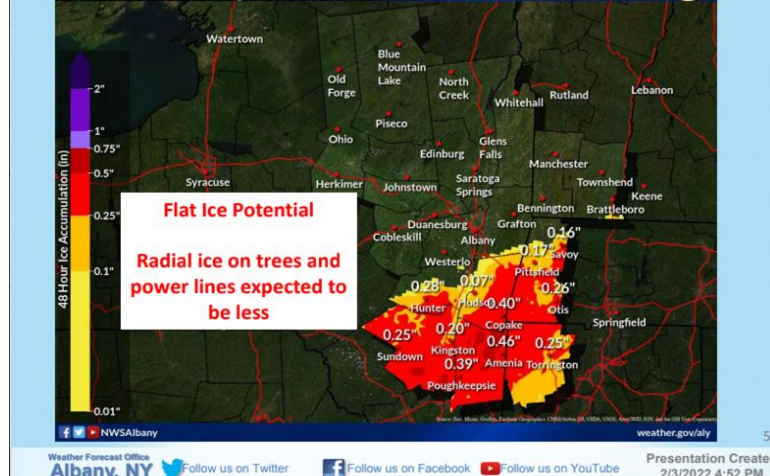 Watertown
Blue
Mountain
Lake
Old
Forge
North
Creek
Whitehall
Rutland
Lebanon
2"
1"
0.75"
0.5"
0.25"
0.1"
0.01"
48 Hour Ice Accumulation (in)
Piseco
Ohio
Edinburg
Glens
Falls
Manchester
Syracuse
Herkimer
Johnstown
Saratoga
Springs
Townshend
Keene
Bennington
Brattleboro
Flat Ice Potential
Radial ice on trees and
power lines expected to
be less
Duanesburg
Grafton
Cobleskill
Albany
Westerlo
0.16"
0.17"
Savoy
Pittsfield
0.28"
0.07"
0.26"
Hunter
Hudson
0.40"
Otis
0.25"
0.20"
Copake
Springfield
Sundown
Kingston
0.46"
0.25"
0.39"
Amenia
Torrington
Poughkeepsie
NWSAlbany
weather.gov/aly
5
Weather Forecast Office
Albany, NY
Follow us on Twitter
Follow us on Facebook
Follow us on YouTube
Presentation Create
2/3/2022 4:52 PM